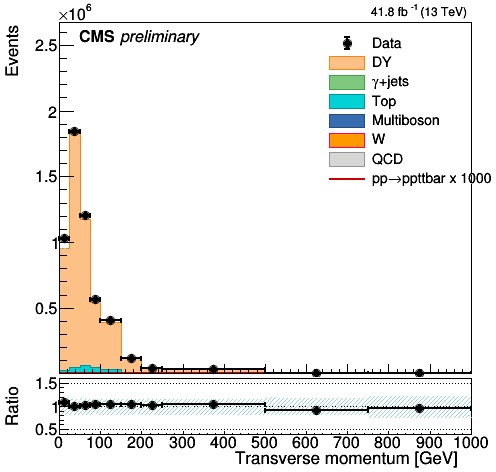 ×10⁶
41.8 fb⁻¹ (13 TeV)
CMS preliminary
Events
2.5
2
1.5
1
0.5
Data
DY
γ+jets
Top
Multiboson
W
QCD
pp→ppttbar x 1000
Ratio
1.5
1
0.5
0 100 200 300 400 500 600 700 800 900 1000
Transverse momentum [GeV]